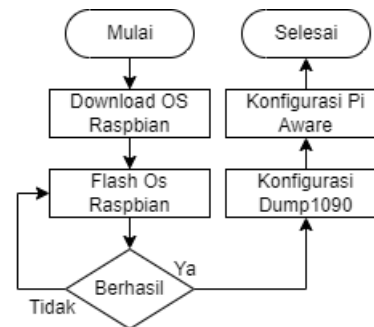 Mulai
Download OS
Raspbian
Flash Os
Raspbian
Berhasil
Tidak
Ya
Konfigurasi
Dump1090
Konfigurasi Pi
Aware
Selesai